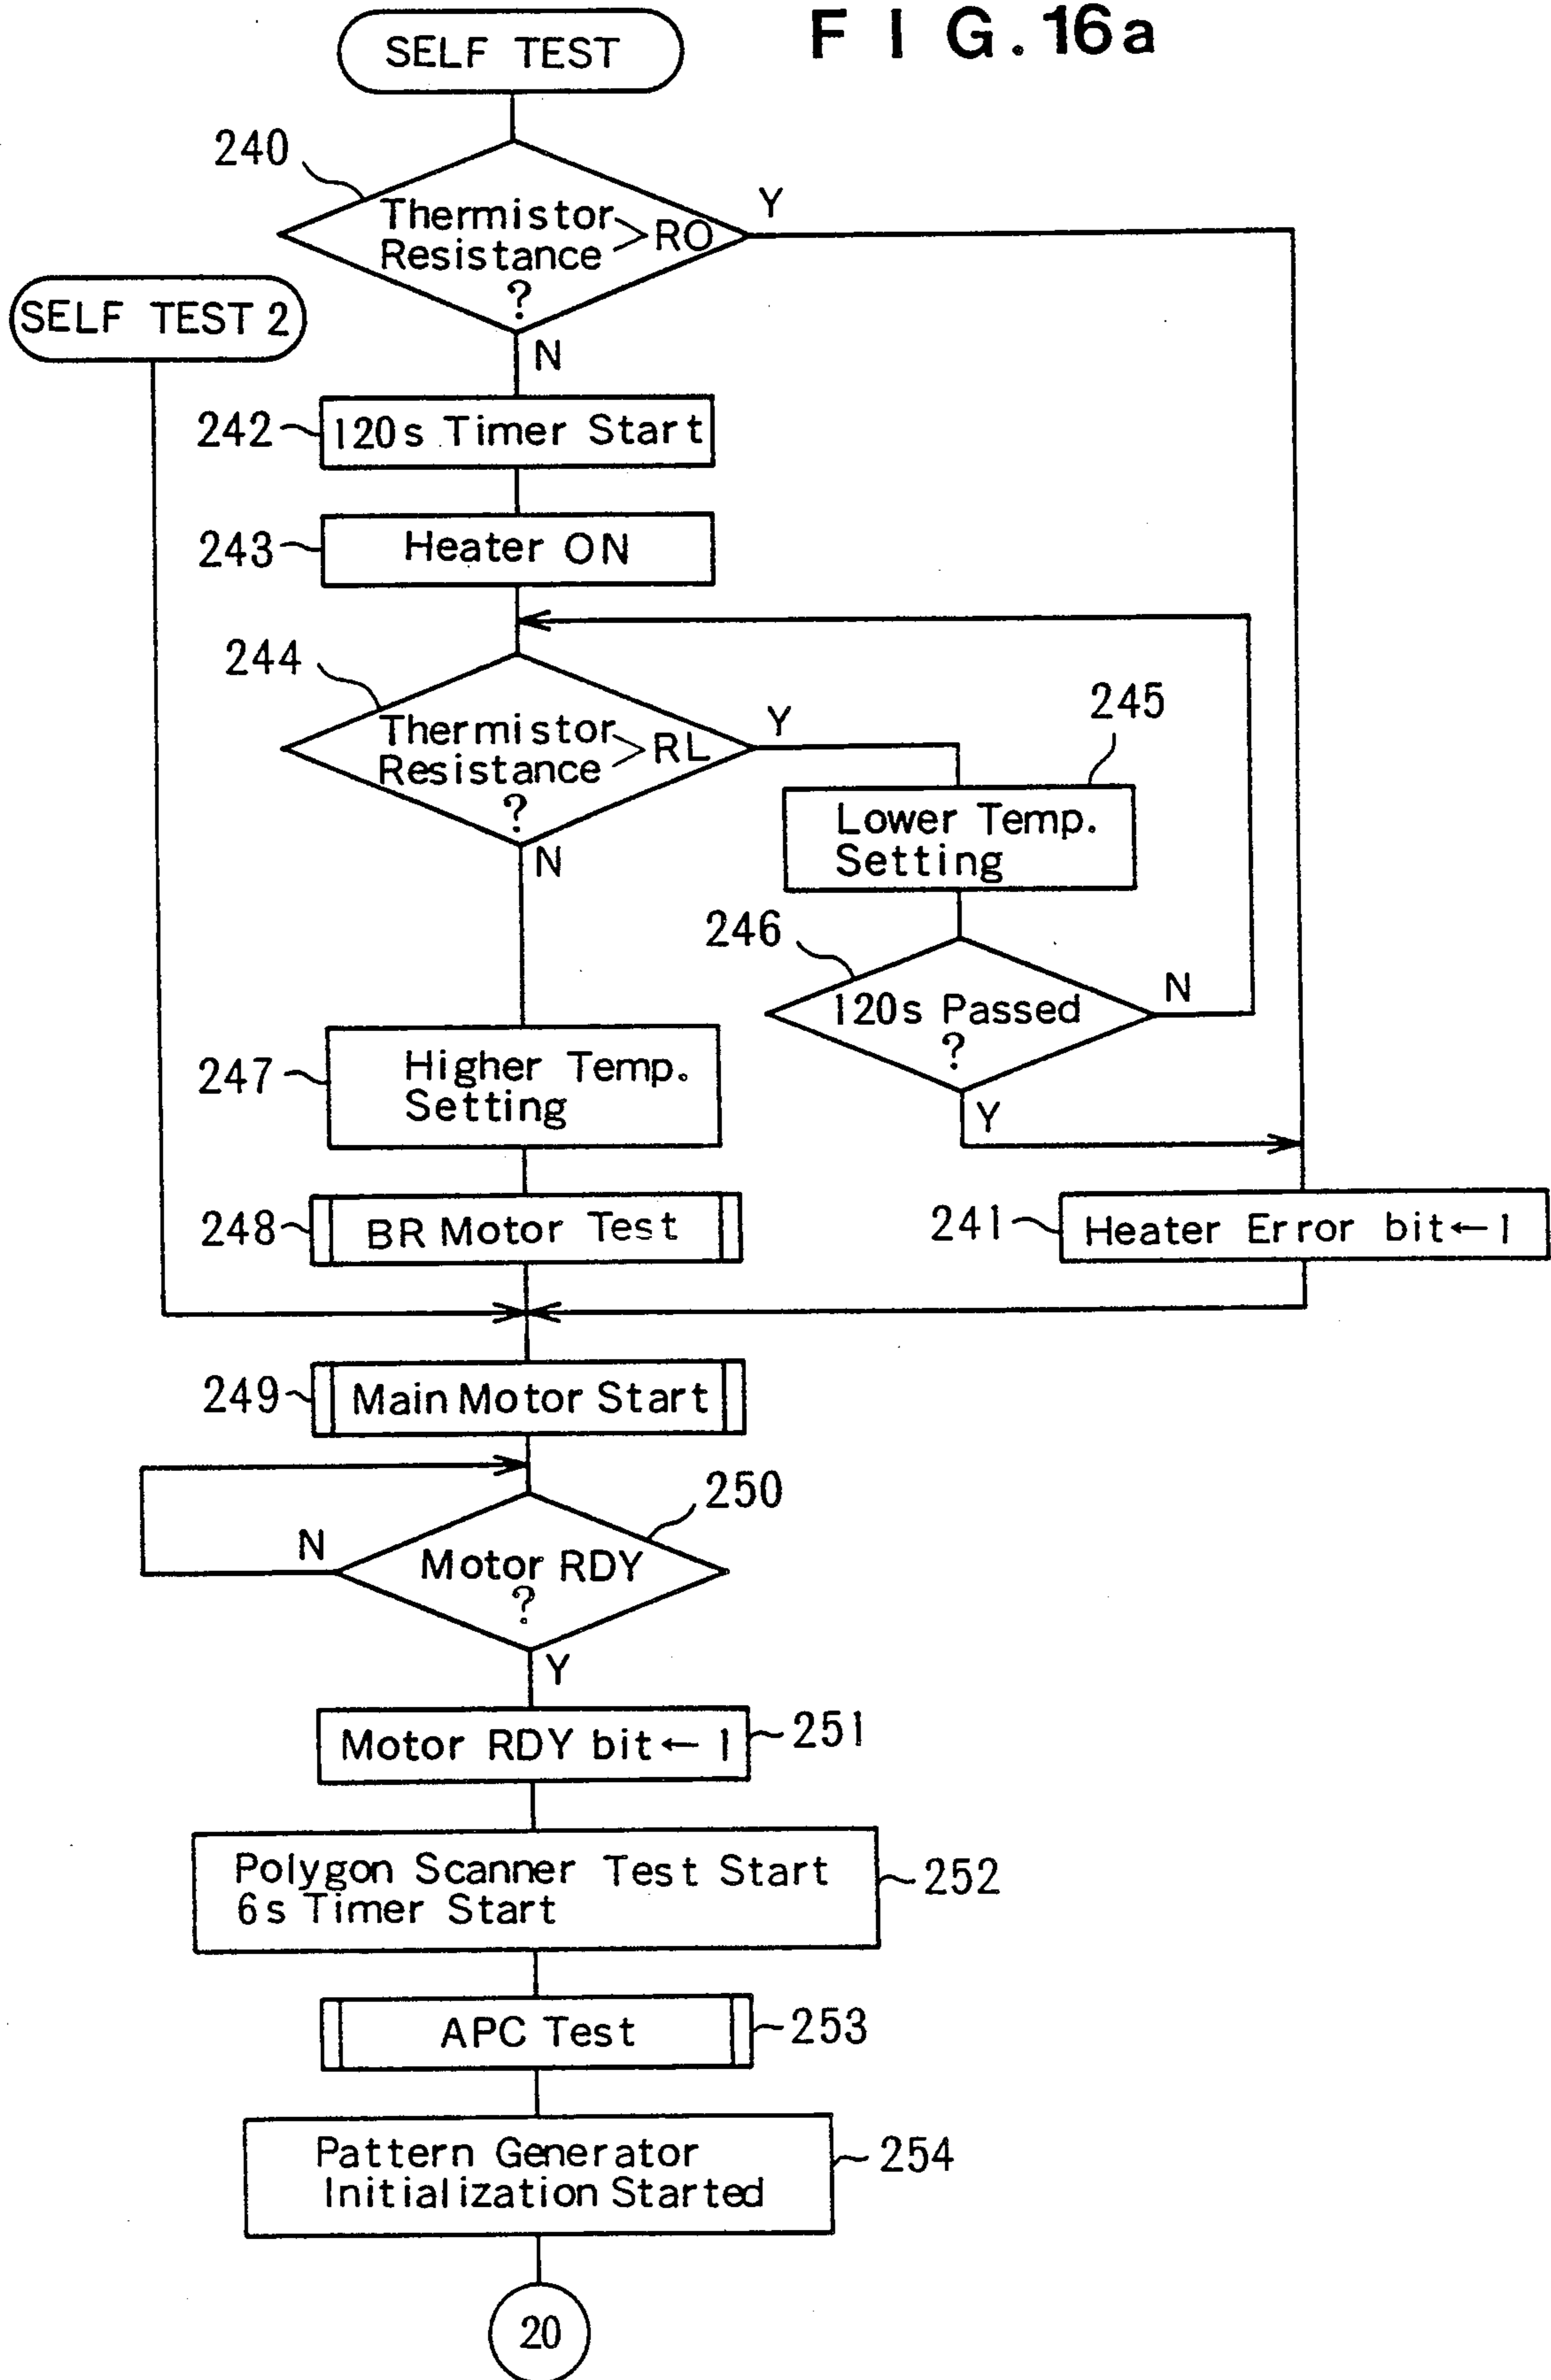 FIG.16a
SELF TEST
240
Thermistor
Resistance
>RO
?
Y
N
SELF TEST 2
242
120s Timer Start
243
Heater ON
244
Thermistor
Resistance
>RL
?
Y
N
245
Lower Temp.
Setting
246
120s Passed
?
N
Y
247
Higher Temp.
Setting
248
BR Motor Test
241
Heater Error bit←1
249
Main Motor Start
250
N
Motor RDY
?
Y
Motor RDY bit←1
251
Polygon Scanner Test Start
6s Timer Start
252
APC Test
253
Pattern Generator
Initialization Started
254
20